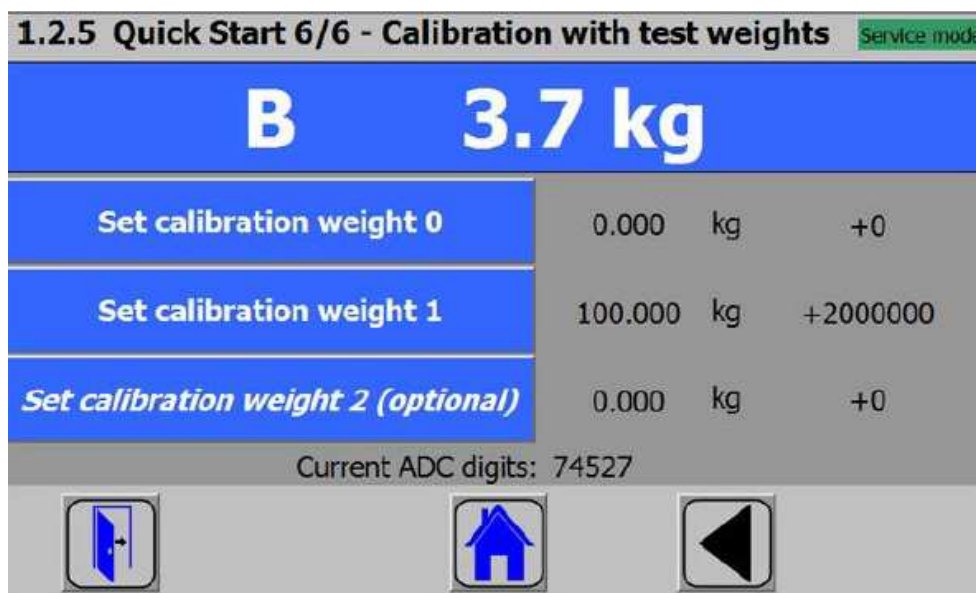 1.2.5 Quick Start 6/6 - Calibration with test weights Service mode
B 3.7 kg
Set calibration weight 0 0.000 kg +0
Set calibration weight 1 100.000 kg +2000000
Set calibration weight 2 (optional) 0.000 kg +0
Current ADC digits: 74527